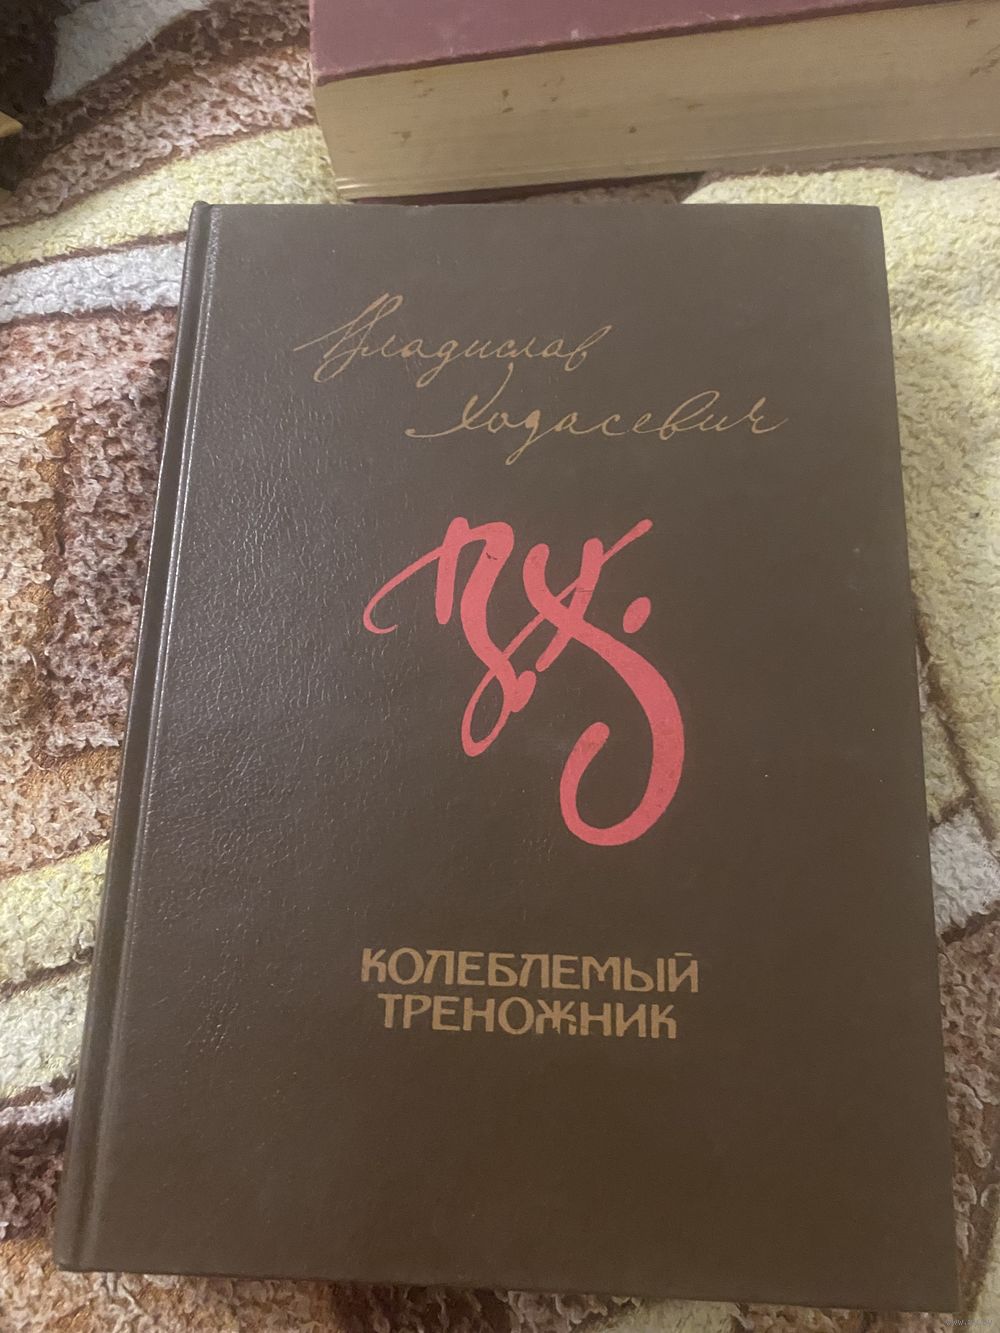 Владислав
Ходасевич
В.Х.
КОЛЕБЛЕМЫЙ
ТРЕНОЖНИК